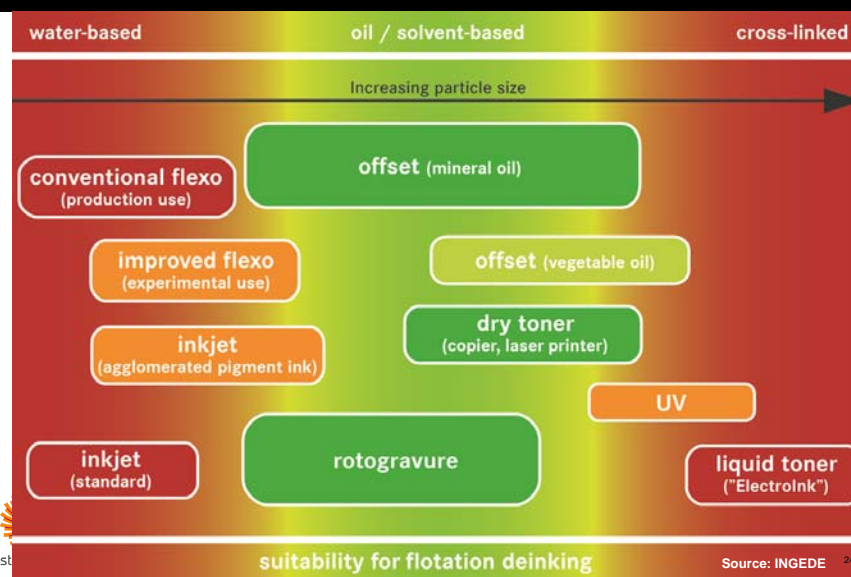 water-based oil / solvent-based cross-linked
Increasing particle size
offset (mineral oil)
conventional flexo
(production use)
improved flexo
(experimental use)
offset (vegetable oil)
dry toner
(copier, laser printer)
inkjet
(agglomerated pigment ink)
UV
rotogravure
inkjet
(standard)
liquid toner
("ElectroInk")
st
suitability for flotation deinking
Source: INGEDE